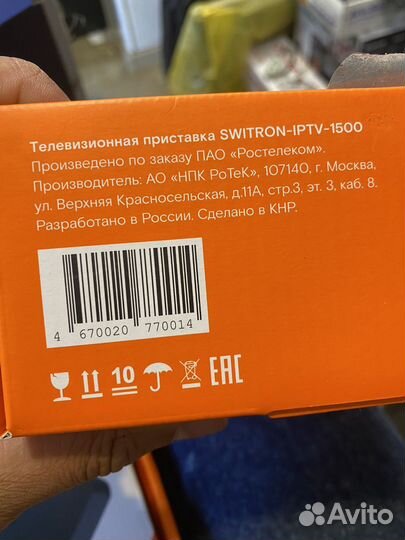 Телевизионная приставка SWITRON-IPTV-1500
Произведено по заказу ПАО «Ростелеком».
Производитель: АО «НПК РоТеК», 107140, г. Москва,
ул. Верхняя Красносельская, д.11А, стр.3, эт. 3, каб. 8.
Разработано в России. Сделано в КНР.
4 670020 770014
10
EAC
Avito